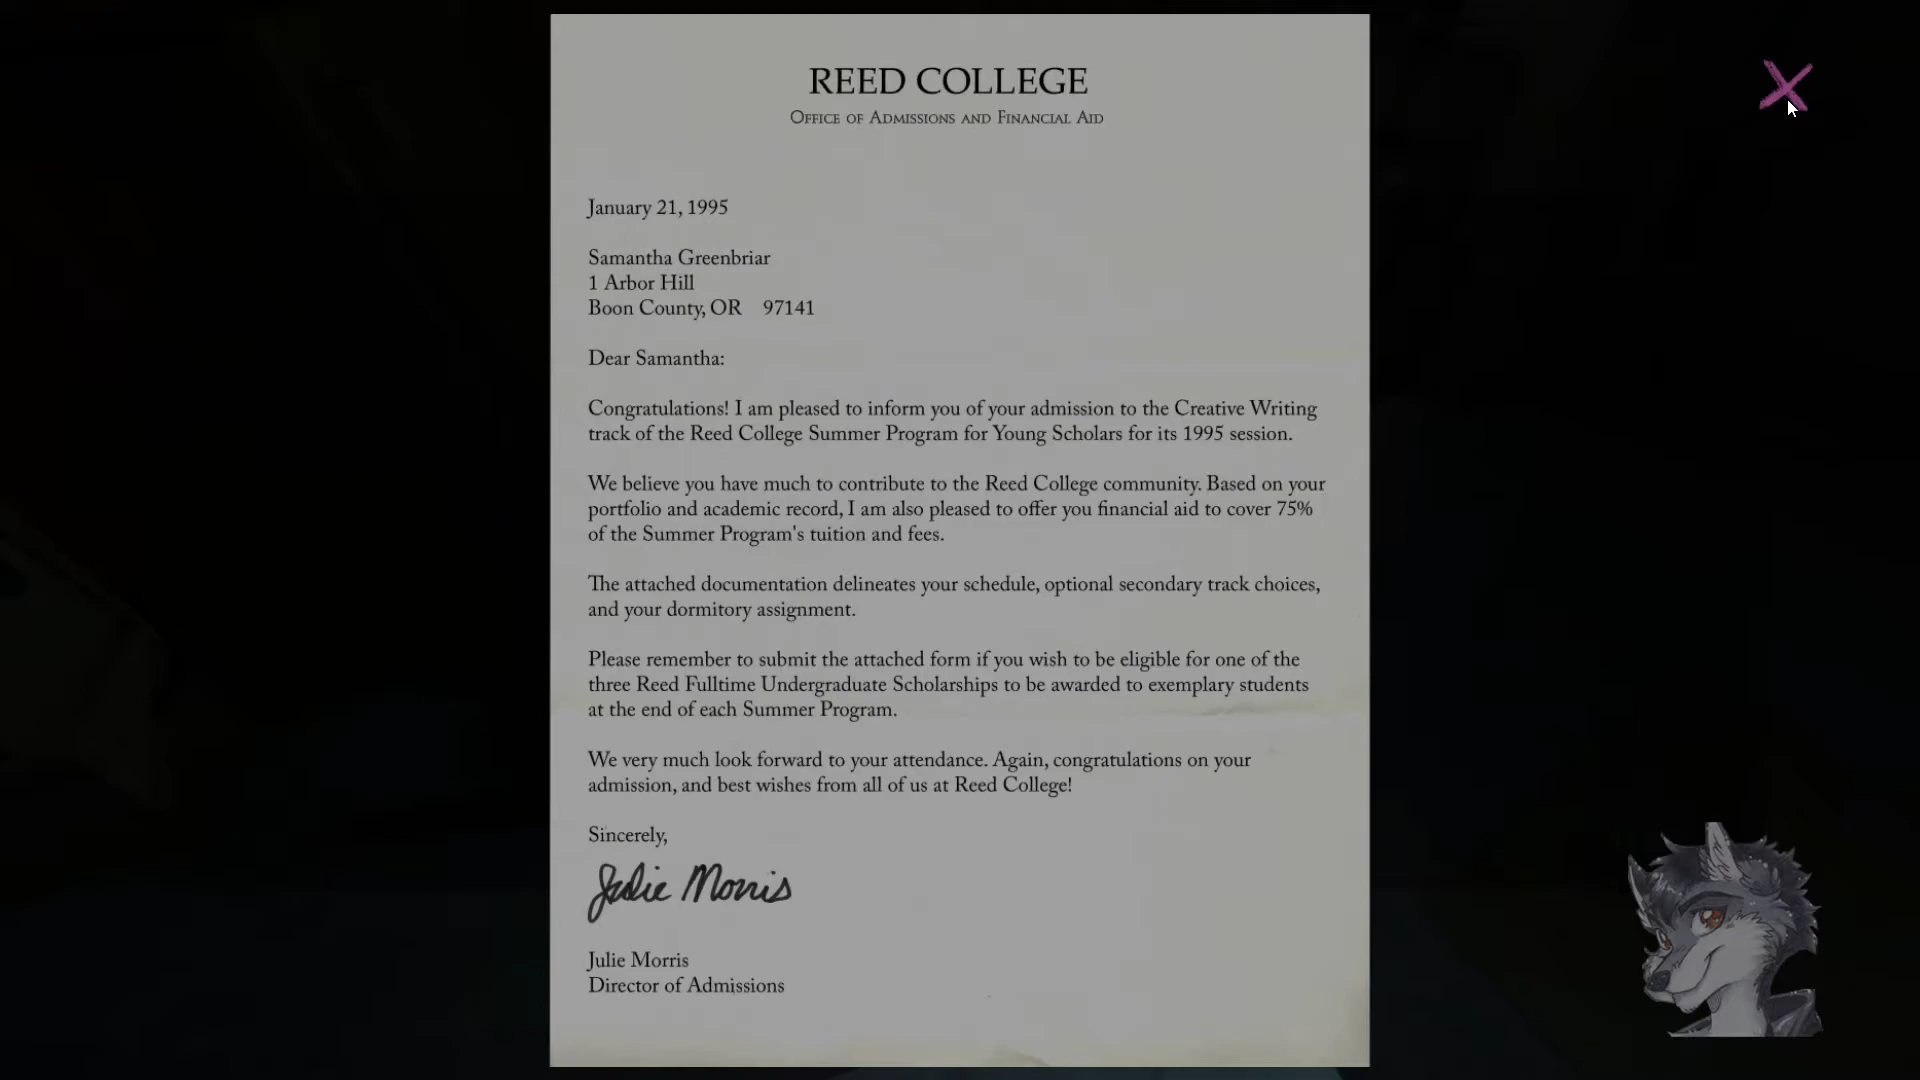 REED COLLEGE
Office of Admissions and Financial Aid
January 21, 1995
Samantha Greenbriar
1 Arbor Hill
Boon County, OR 97141
Dear Samantha:
Congratulations! I am pleased to inform you of your admission to the Creative Writing
track of the Reed College Summer Program for Young Scholars for its 1995 session.
We believe you have much to contribute to the Reed College community. Based on your
portfolio and academic record, I am also pleased to offer you financial aid to cover 75%
of the Summer Program's tuition and fees.
The attached documentation delineates your schedule, optional secondary track choices,
and your dormitory assignment.
Please remember to submit the attached form if you wish to be eligible for one of the
three Reed Fulltime Undergraduate Scholarships to be awarded to exemplary students
at the end of each Summer Program.
We very much look forward to your attendance. Again, congratulations on your
admission, and best wishes from all of us at Reed College!
Sincerely,
Julie Morris
Julie Morris
Director of Admissions